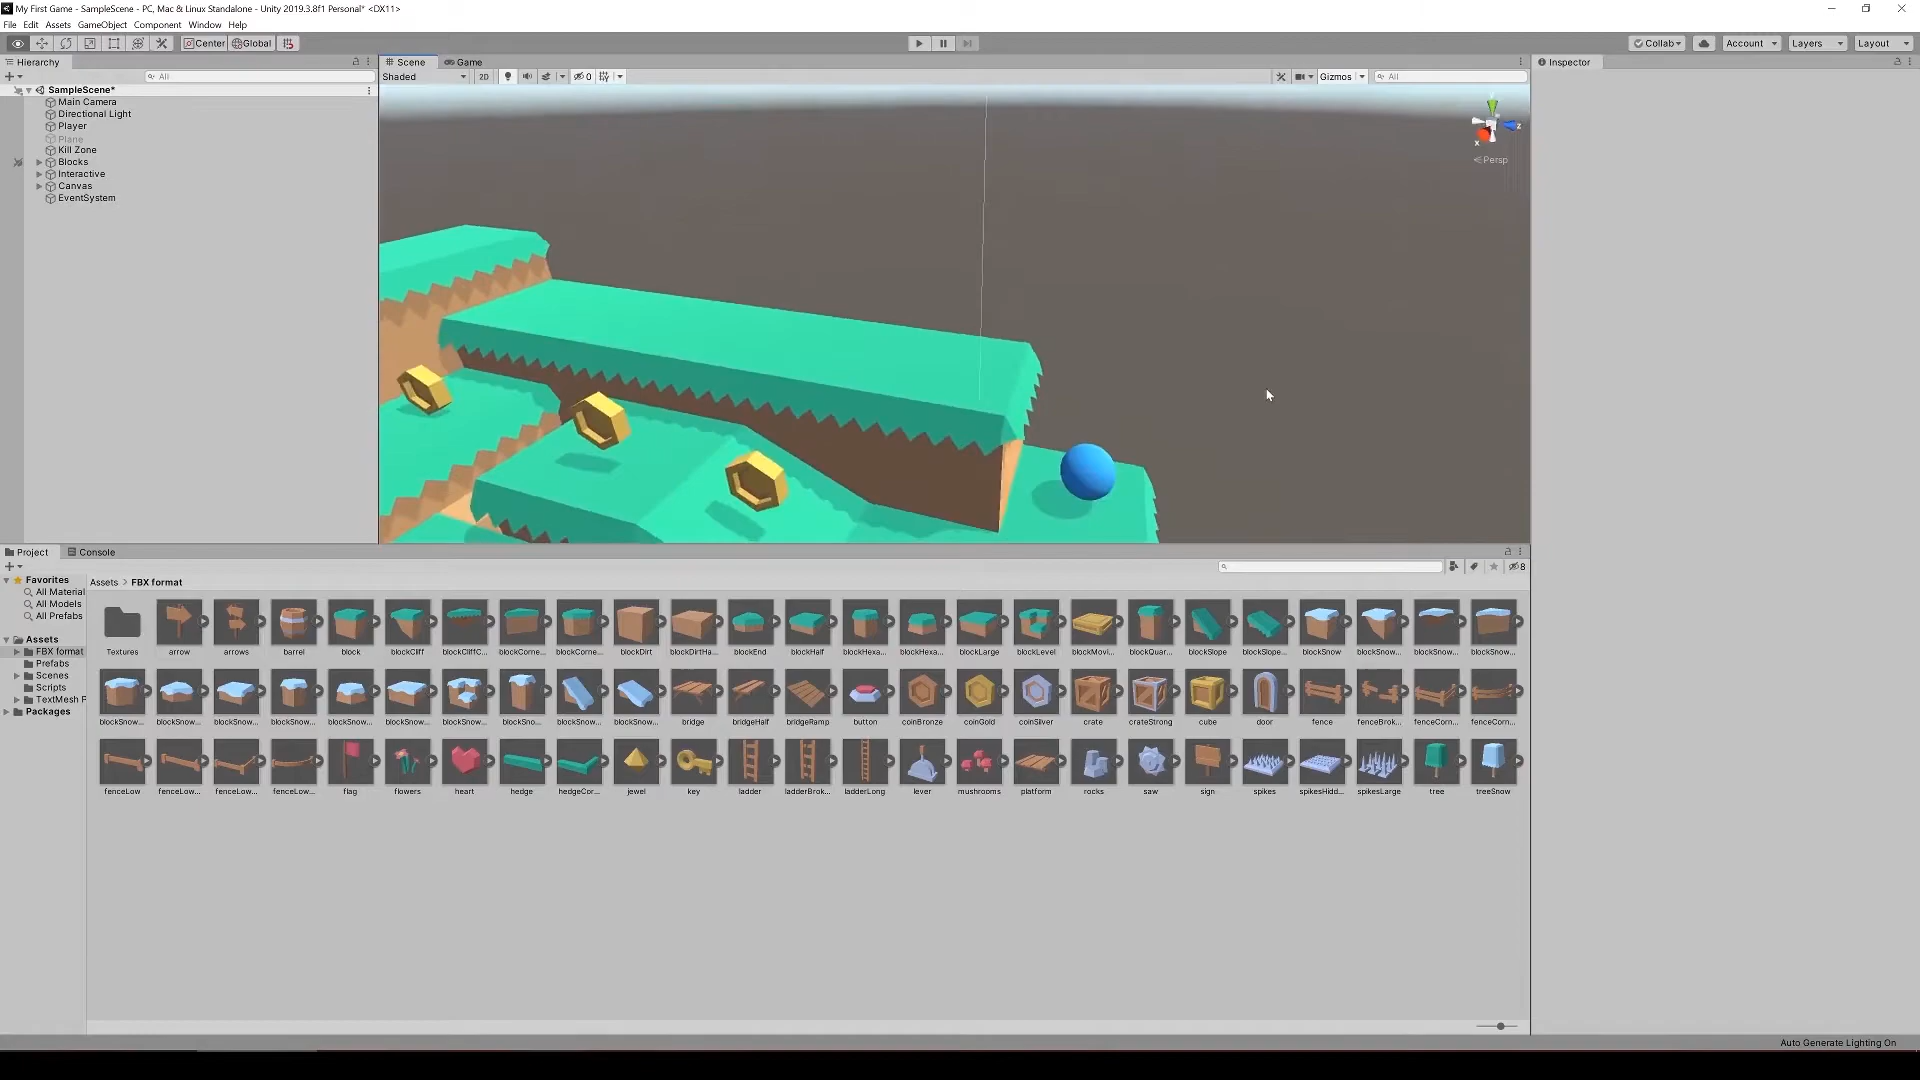 My First Game - SampleScene - PC, Mac & Linux Standalone - Unity 2019.3.8f1 Personal* <DX11>
File Edit Assets GameObject Component Window Help
Center Global
Collab Account Layers Layout
Hierarchy
All
SampleScene*
Main Camera
Directional Light
Player
Plane
Kill Zone
Blocks
Interactive
Canvas
EventSystem
Scene Game
Shaded 2D 0 Gizmos All
Persp
Inspector
Project Console
8
Favorites
All Material
All Models
All Prefabs
Assets
FBX format
Prefabs
Scenes
Scripts
TextMesh P
Packages
Assets > FBX format
Textures arrow arrows barrel block blockCliff blockCliffC... blockCorne... blockCorne... blockDirt blockDirtHa... blockEnd blockHalf blockHexa... blockHexa... blockLarge blockLevel blockMovi... blockQuar... blockSlope blockSlope... blockSnow blockSnow... blockSnow... blockSnow...
blockSnow... blockSnow... blockSnow... blockSnow... blockSnow... blockSnow... blockSnow... blockSno... blockSnow... blockSnow... bridge bridgeHalf bridgeRamp button coinBronze coinGold coinSilver crate crateStrong cube door fence fenceBrok... fenceCorn... fenceCorn...
fenceLow fenceLow... fenceLow... fenceLow... flag flowers heart hedge hedgeCor... jewel key ladder ladderBrok... ladderLong lever mushrooms platform rocks saw sign spikes spikesHidd... spikesLarge tree treeSnow
Auto Generate Lighting On